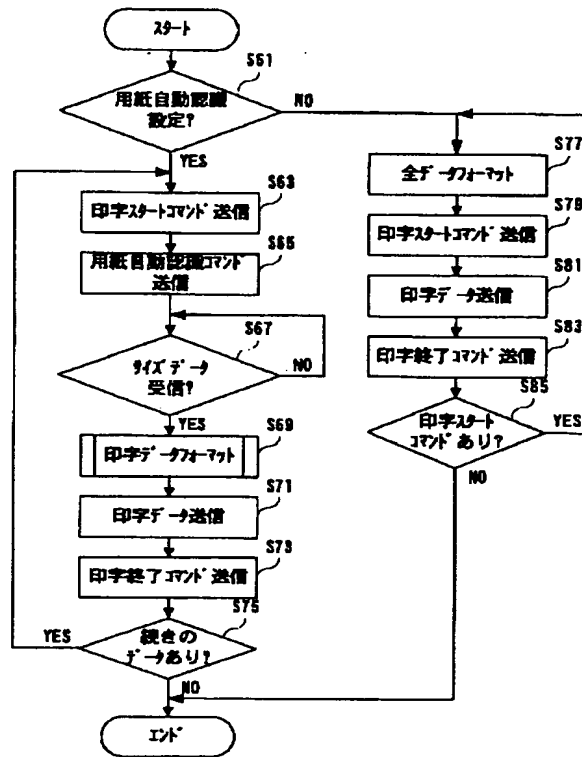 スタート
S61
用紙自動認識
設定?
NO
YES
S63
印字スタートコマンド送信
S65
用紙自動認識コマンド
送信
S67
サイズデータ
受信?
NO
YES
S69
印字データフォーマット
S71
印字データ送信
S73
印字終了コマンド送信
S75
YES
続きの
データあり?
NO
エンド
S77
全データフォーマット
S79
印字スタートコマンド送信
S81
印字データ送信
S83
印字終了コマンド送信
S85
印字スタート
コマンドあり?
YES
NO